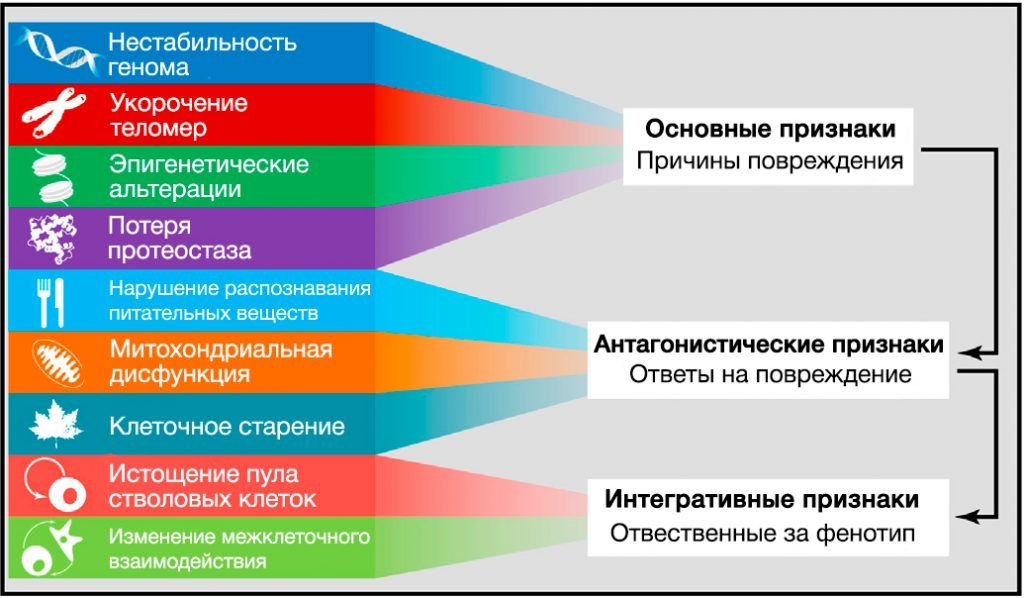 Нестабильность
генома
Укорочение
теломер
Эпигенетические
альтерации
Потеря
протеостаза
Нарушение распознавания
питательных веществ
Митохондриальная
дисфункция
Клеточное старение
Истощение пула
стволовых клеток
Изменение межклеточного
взаимодействия
Основные признаки
Причины повреждения
Антагонистические признаки
Ответы на повреждение
Интегративные признаки
Отвественные за фенотип